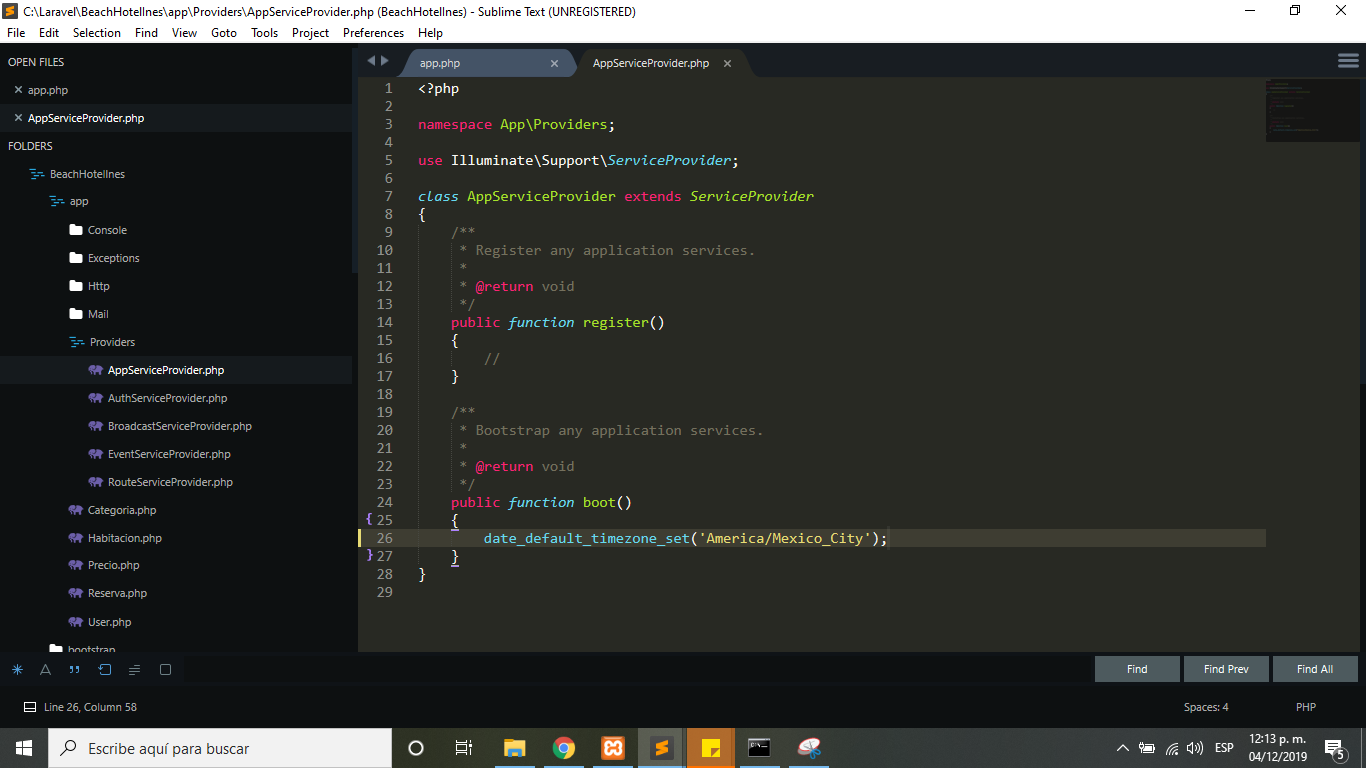 C:\Laravel\BeachHotelInes\app\Providers\AppServiceProvider.php (BeachHotelInes) - Sublime Text (UNREGISTERED)
File Edit Selection Find View Goto Tools Project Preferences Help
OPEN FILES
app.php
AppServiceProvider.php
FOLDERS
BeachHotelInes
app
Console
Exceptions
Http
Mail
Providers
AppServiceProvider.php
AuthServiceProvider.php
BroadcastServiceProvider.php
EventServiceProvider.php
RouteServiceProvider.php
Categoria.php
Habitacion.php
Precio.php
Reserva.php
User.php
bootstrap
app.php AppServiceProvider.php
1 <?php
2
3 namespace App\Providers;
4
5 use Illuminate\Support\ServiceProvider;
6
7 class AppServiceProvider extends ServiceProvider
8 {
9 /**
10 * Register any application services.
11 *
12 * @return void
13 */
14 public function register()
15 {
16 //
17 }
18
19 /**
20 * Bootstrap any application services.
21 *
22 * @return void
23 */
24 public function boot()
{ 25 {
26 date_default_timezone_set('America/Mexico_City');
} 27 }
28 }
29
Find Find Prev Find All
Line 26, Column 58 Spaces: 4 PHP
Escribe aquí para buscar
ESP
12:13 p. m.
04/12/2019
5